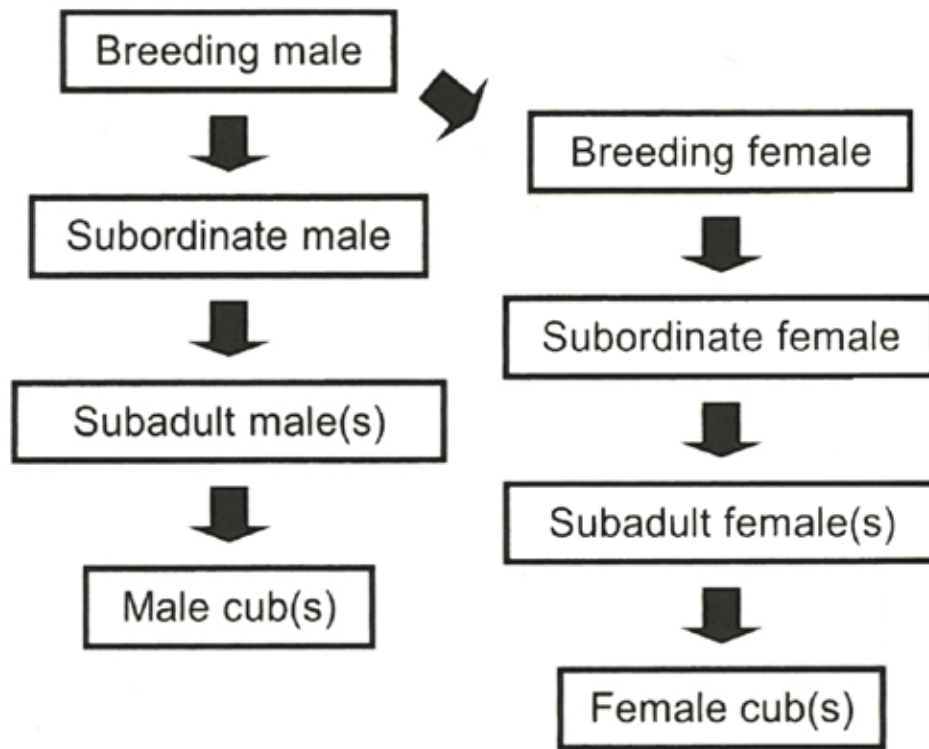 Breeding male
Breeding female
Subordinate male
Subordinate female
Subadult male(s)
Subadult female(s)
Male cub(s)
Female cub(s)